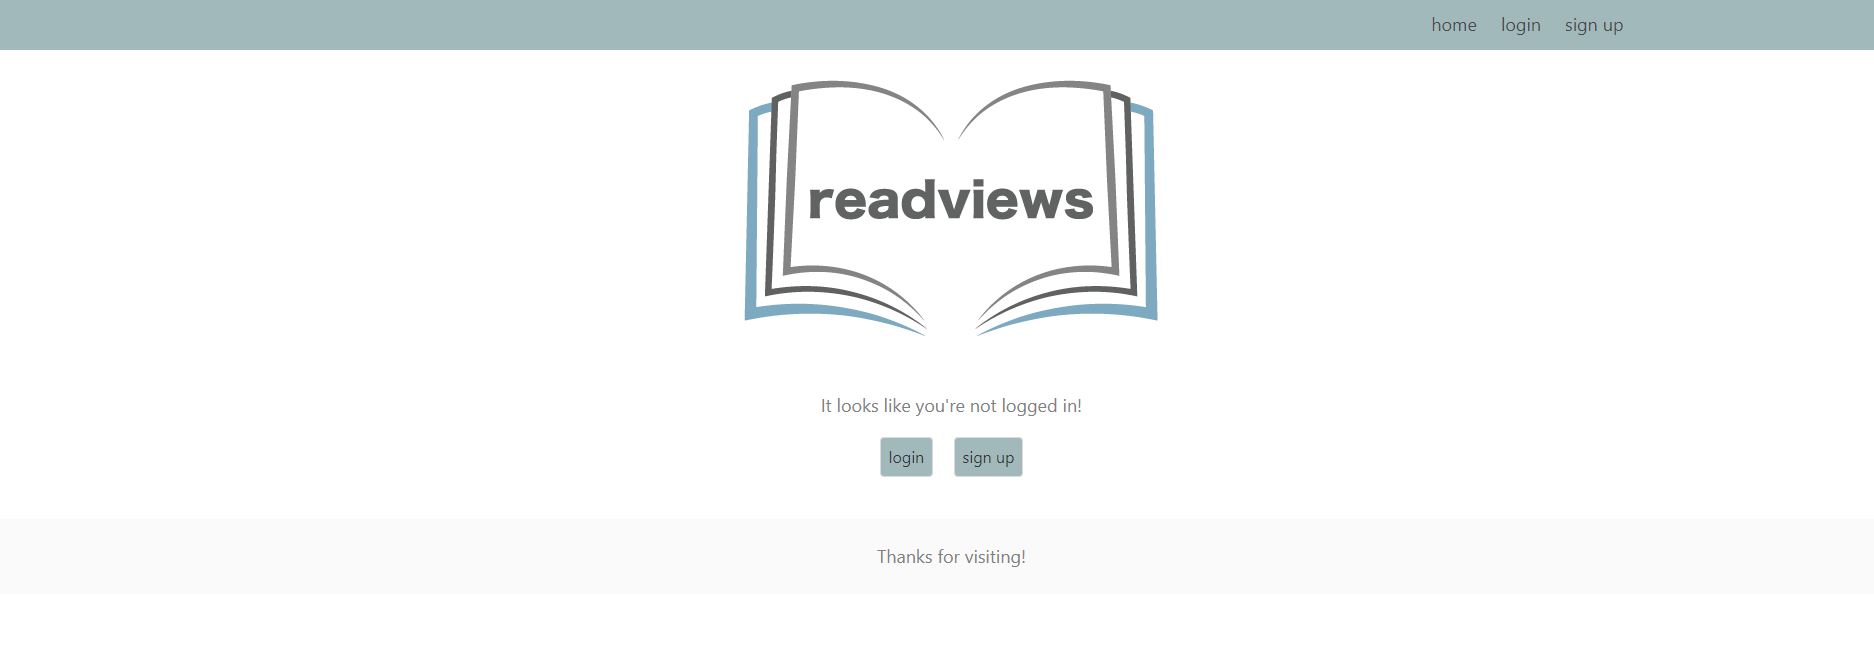 home login sign up
readviews
It looks like you're not logged in!
login sign up
Thanks for visiting!